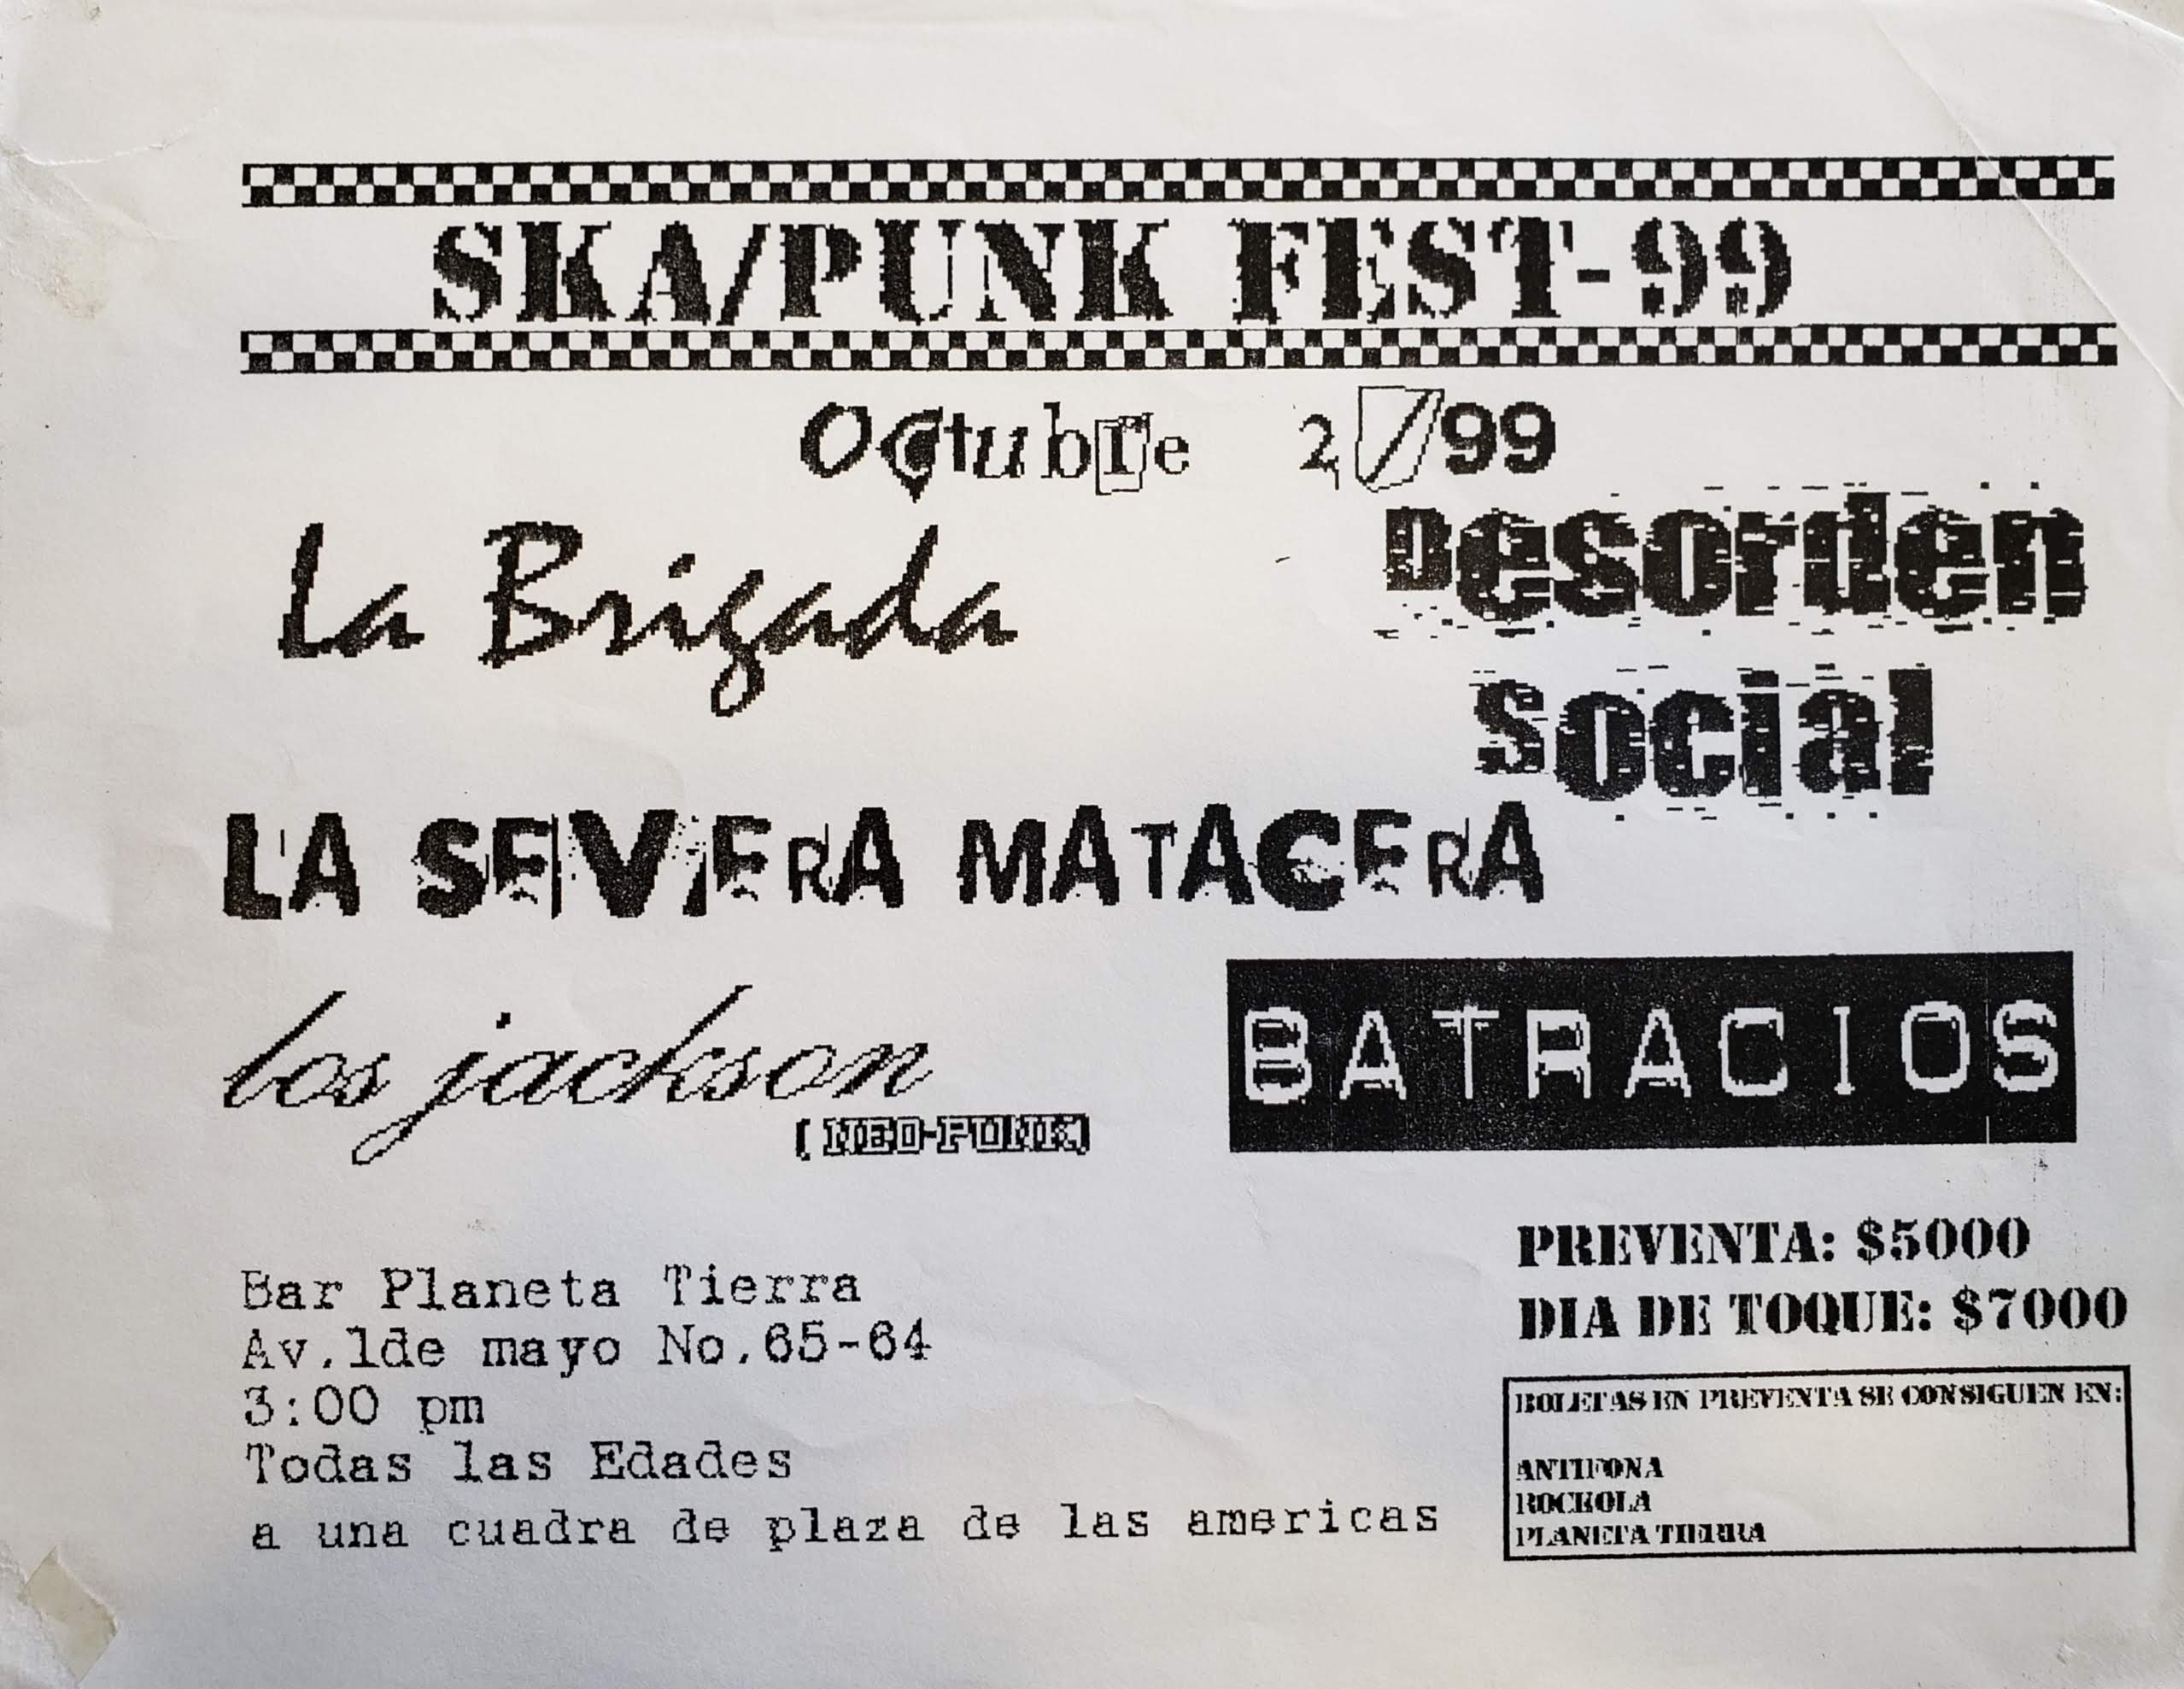 SKA/PUNK FEST-99
Octubre 2/99
La Brigada
Desorden
Social
LA SEVERA MATACERA
los jackson
(NEO-PUNK)
BATRACIOS
PREVENTA: $5000
DIA DE TOQUE: $7000
Bar Planeta Tierra
Av.1de mayo No.65-64
3:00 pm
Todas las Edades
a una cuadra de plaza de las americas
BOLETAS EN PREVENTA SE CONSIGUEN EN:
ANTIFONA
ROCKOLA
PLANETA TIERRA